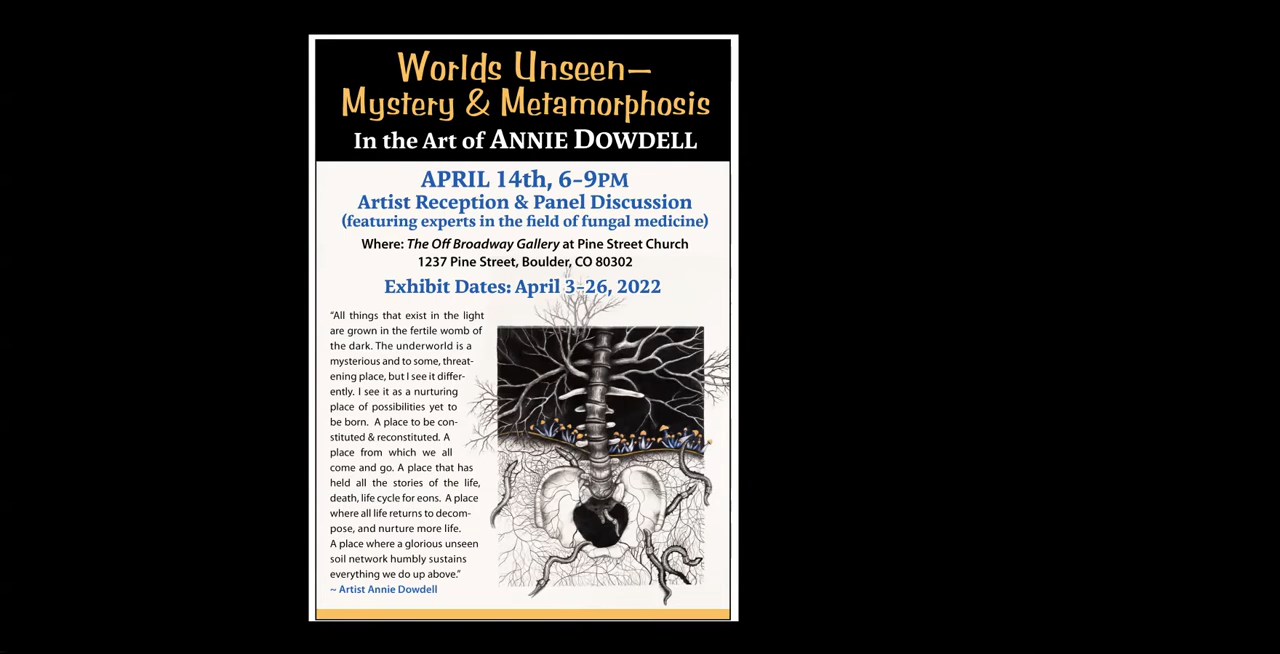 Worlds Unseen—
Mystery & Metamorphosis
In the Art of ANNIE DOWDELL
APRIL 14th, 6-9PM
Artist Reception & Panel Discussion
(featuring experts in the field of fungal medicine)
Where: The Off Broadway Gallery at Pine Street Church
1237 Pine Street, Boulder, CO 80302
Exhibit Dates: April 3-26, 2022
“All things that exist in the light
are grown in the fertile womb of
the dark. The underworld is a
mysterious and to some, threat-
ening place, but I see it differ-
ently. I see it as a nurturing
place of possibilities yet to
be born. A place to be con-
stituted & reconstituted. A
place from which we all
come and go. A place that has
held all the stories of the life,
death, life cycle for eons. A place
where all life returns to decom-
pose, and nurture more life.
A place where a glorious unseen
soil network humbly sustains
everything we do up above.”
~ Artist Annie Dowdell